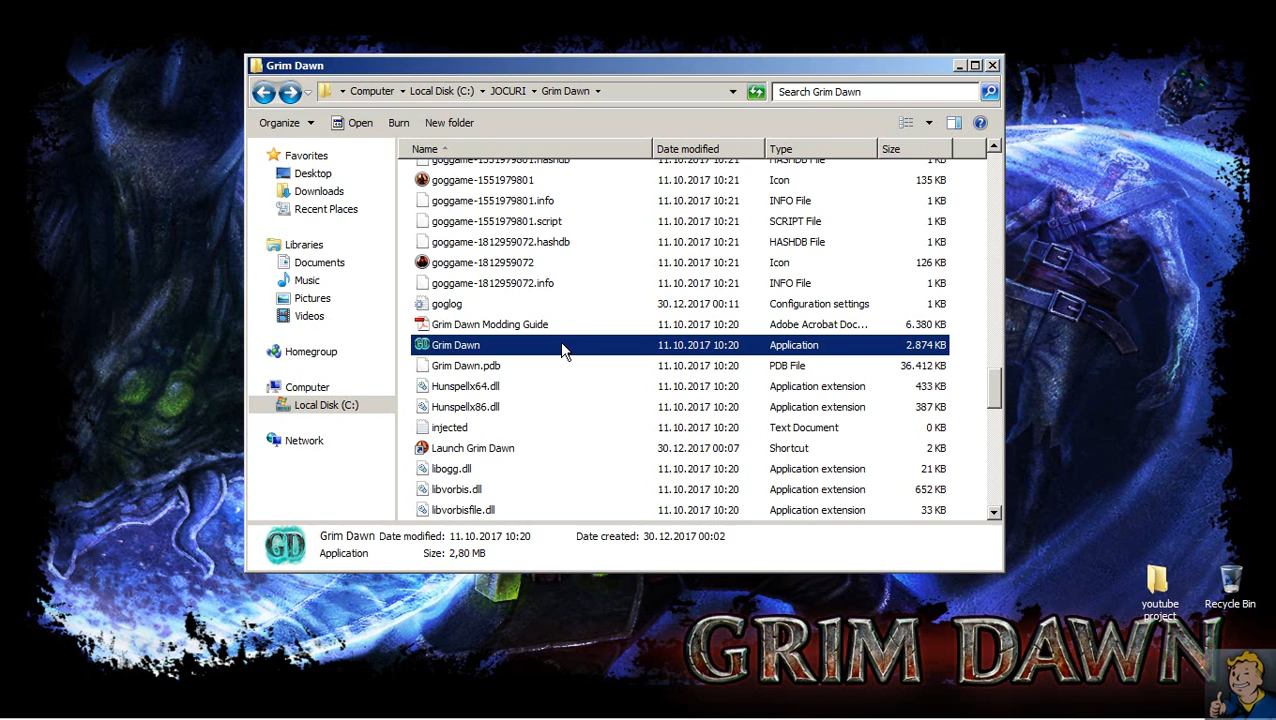 Grim Dawn
Computer Local Disk (C:) JOCURI Grim Dawn Search Grim Dawn
Organize Open Burn New folder
Name Date modified Type Size
goggame-1551979801.hashdb 11.10.2017 10:21 HASHDB File 1 KB
goggame-1551979801 11.10.2017 10:21 Icon 135 KB
goggame-1551979801.info 11.10.2017 10:21 INFO File 1 KB
goggame-1551979801.script 11.10.2017 10:21 SCRIPT File 1 KB
goggame-1812959072.hashdb 11.10.2017 10:21 HASHDB File 1 KB
goggame-1812959072 11.10.2017 10:21 Icon 126 KB
goggame-1812959072.info 11.10.2017 10:21 INFO File 1 KB
goglog 30.12.2017 00:11 Configuration settings 1 KB
Grim Dawn Modding Guide 11.10.2017 10:20 Adobe Acrobat Doc... 6.380 KB
Grim Dawn 11.10.2017 10:20 Application 2.874 KB
Grim Dawn.pdb 11.10.2017 10:20 PDB File 36.412 KB
Hunspellx64.dll 11.10.2017 10:20 Application extension 433 KB
Hunspellx86.dll 11.10.2017 10:20 Application extension 387 KB
injected 11.10.2017 10:20 Text Document 0 KB
Launch Grim Dawn 30.12.2017 00:07 Shortcut 2 KB
libogg.dll 11.10.2017 10:20 Application extension 21 KB
libvorbis.dll 11.10.2017 10:20 Application extension 652 KB
libvorbisfile.dll 11.10.2017 10:20 Application extension 33 KB
Favorites
Desktop
Downloads
Recent Places
Libraries
Documents
Music
Pictures
Videos
Homegroup
Computer
Local Disk (C:)
Network
GD
Grim Dawn Date modified: 11.10.2017 10:20 Date created: 30.12.2017 00:02
Application Size: 2,80 MB
youtube
project
Recycle Bin
GRIM DAWN